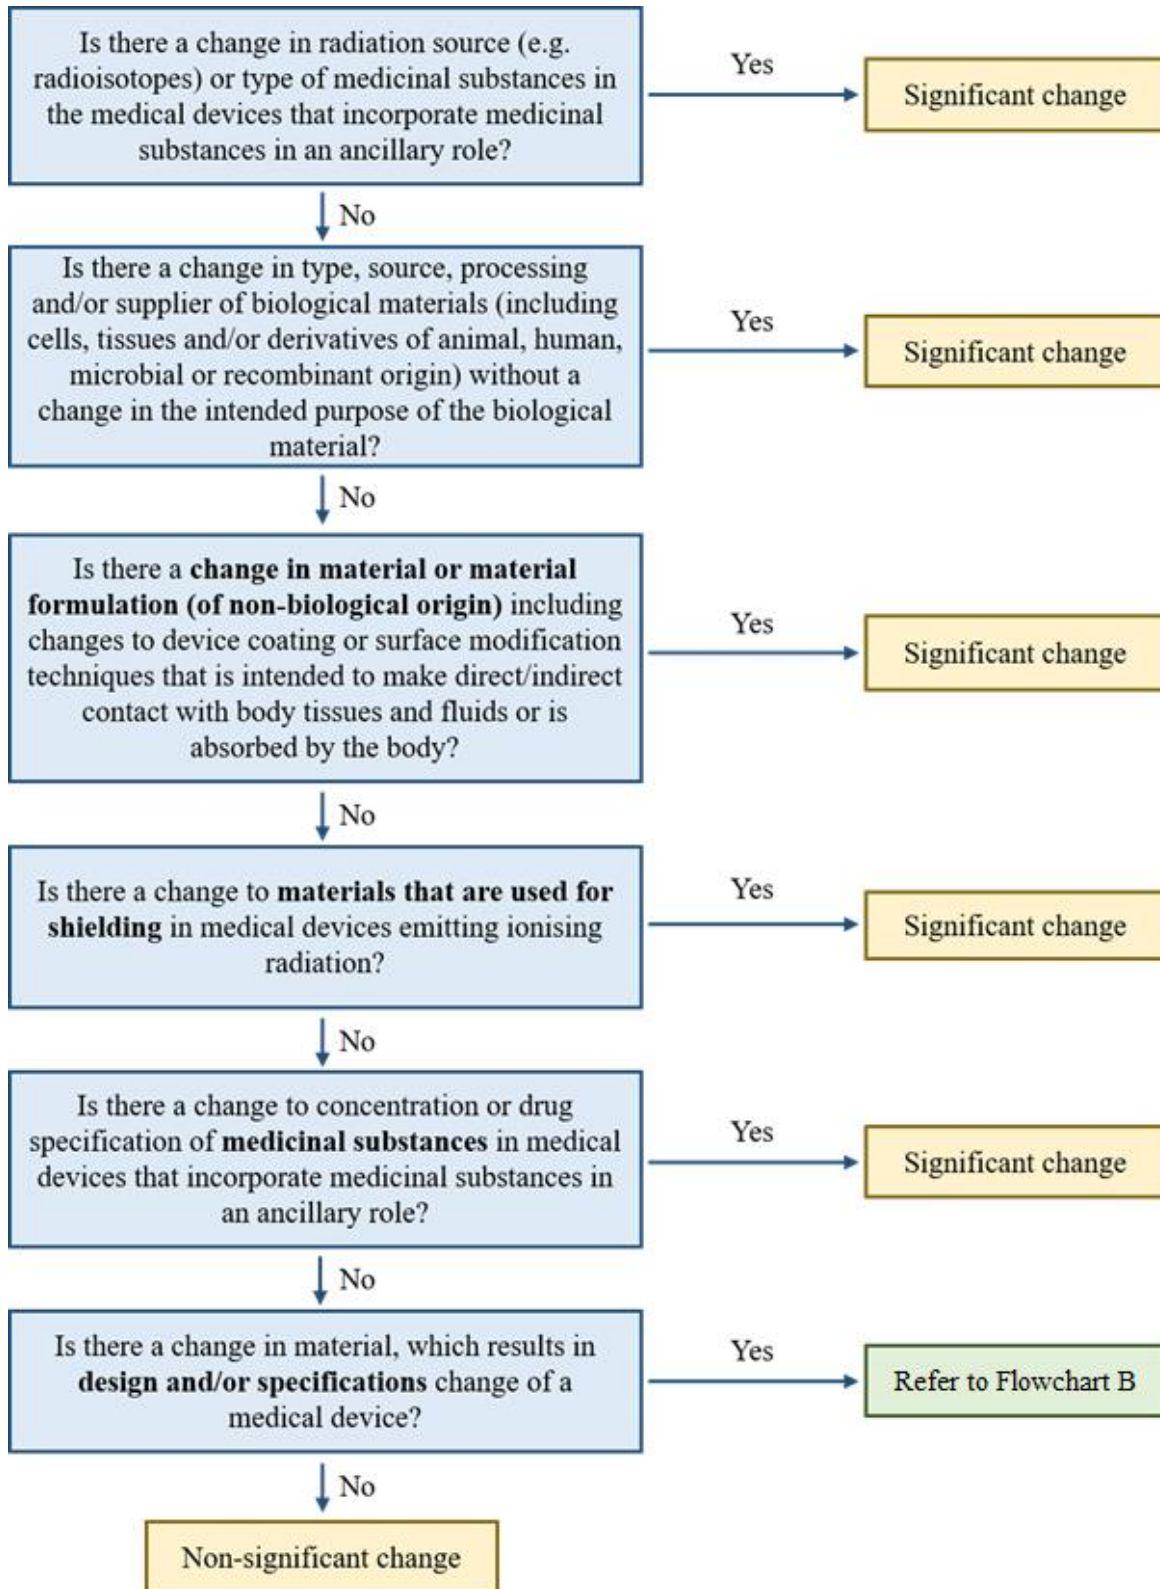 Is there a change in radiation source (e.g.
radioisotopes) or type of medicinal substances in
the medical devices that incorporate medicinal
substances in an ancillary role?
Yes
Significant change
No
Is there a change in type, source, processing
and/or supplier of biological materials (including
cells, tissues and/or derivatives of animal, human,
microbial or recombinant origin) without a
change in the intended purpose of the biological
material?
Yes
Significant change
No
Is there a change in material or material
formulation (of non-biological origin) including
changes to device coating or surface modification
techniques that is intended to make direct/indirect
contact with body tissues and fluids or is
absorbed by the body?
Yes
Significant change
No
Is there a change to materials that are used for
shielding in medical devices emitting ionising
radiation?
Yes
Significant change
No
Is there a change to concentration or drug
specification of medicinal substances in medical
devices that incorporate medicinal substances in
an ancillary role?
Yes
Significant change
No
Is there a change in material, which results in
design and/or specifications change of a
medical device?
Yes
Refer to Flowchart B
No
Non-significant change